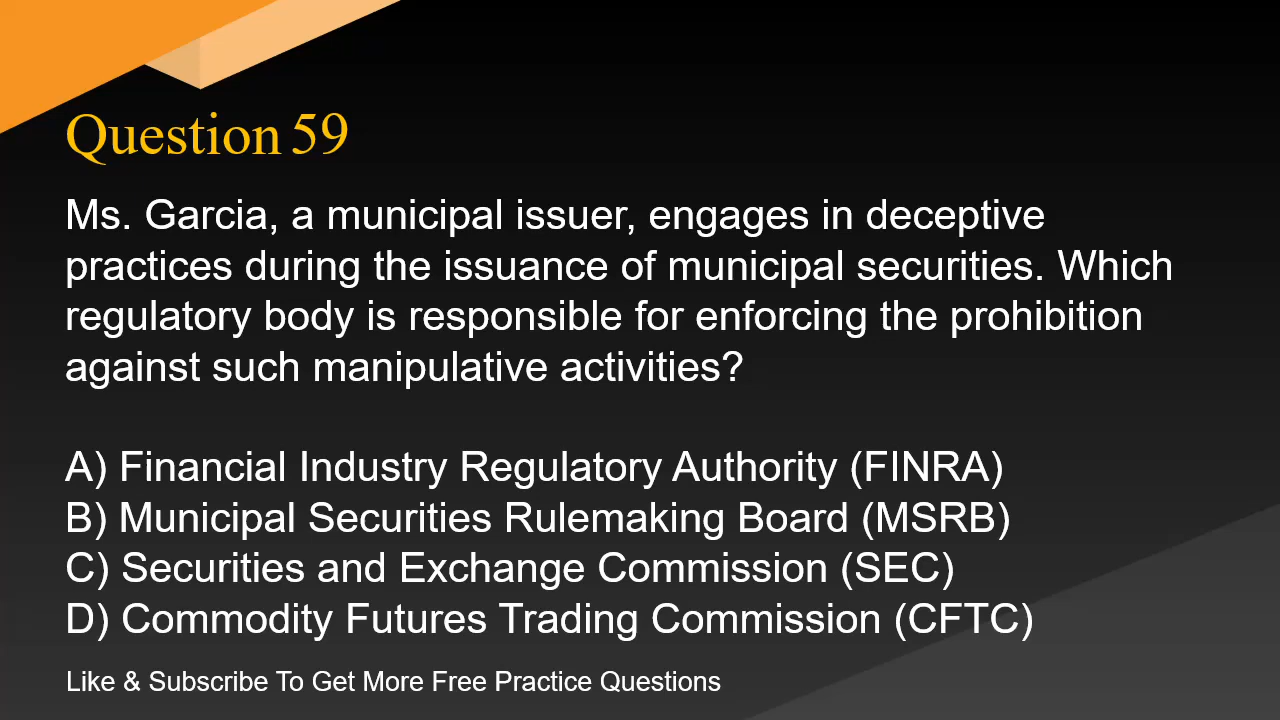 Question 59
Ms. Garcia, a municipal issuer, engages in deceptive
practices during the issuance of municipal securities. Which
regulatory body is responsible for enforcing the prohibition
against such manipulative activities?
A) Financial Industry Regulatory Authority (FINRA)
B) Municipal Securities Rulemaking Board (MSRB)
C) Securities and Exchange Commission (SEC)
D) Commodity Futures Trading Commission (CFTC)
Like & Subscribe To Get More Free Practice Questions